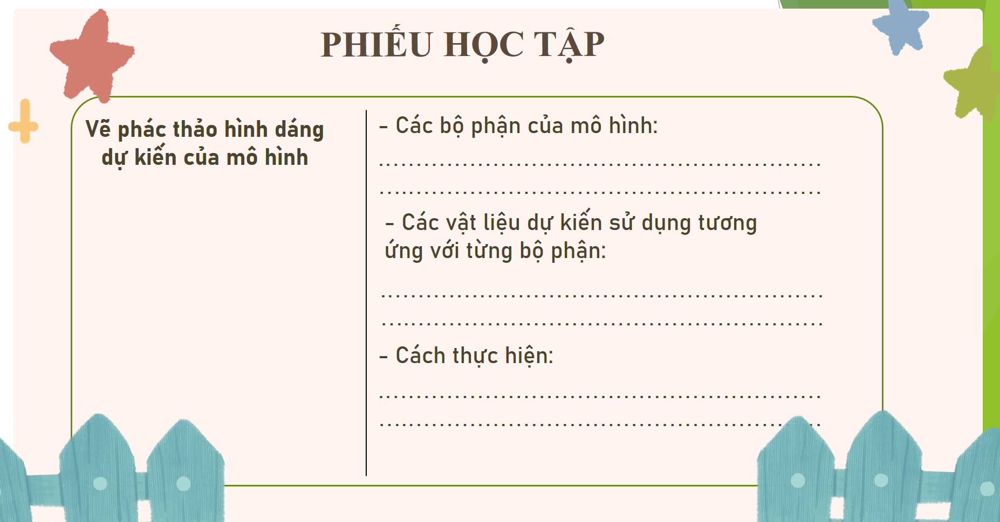 PHIẾU HỌC TẬP
Vẽ phác thảo hình dáng
dự kiến của mô hình
- Các bộ phận của mô hình:
..........................................................
..........................................................
- Các vật liệu dự kiến sử dụng tương
ứng với từng bộ phận:
..........................................................
..........................................................
- Cách thực hiện:
..........................................................
..........................................................